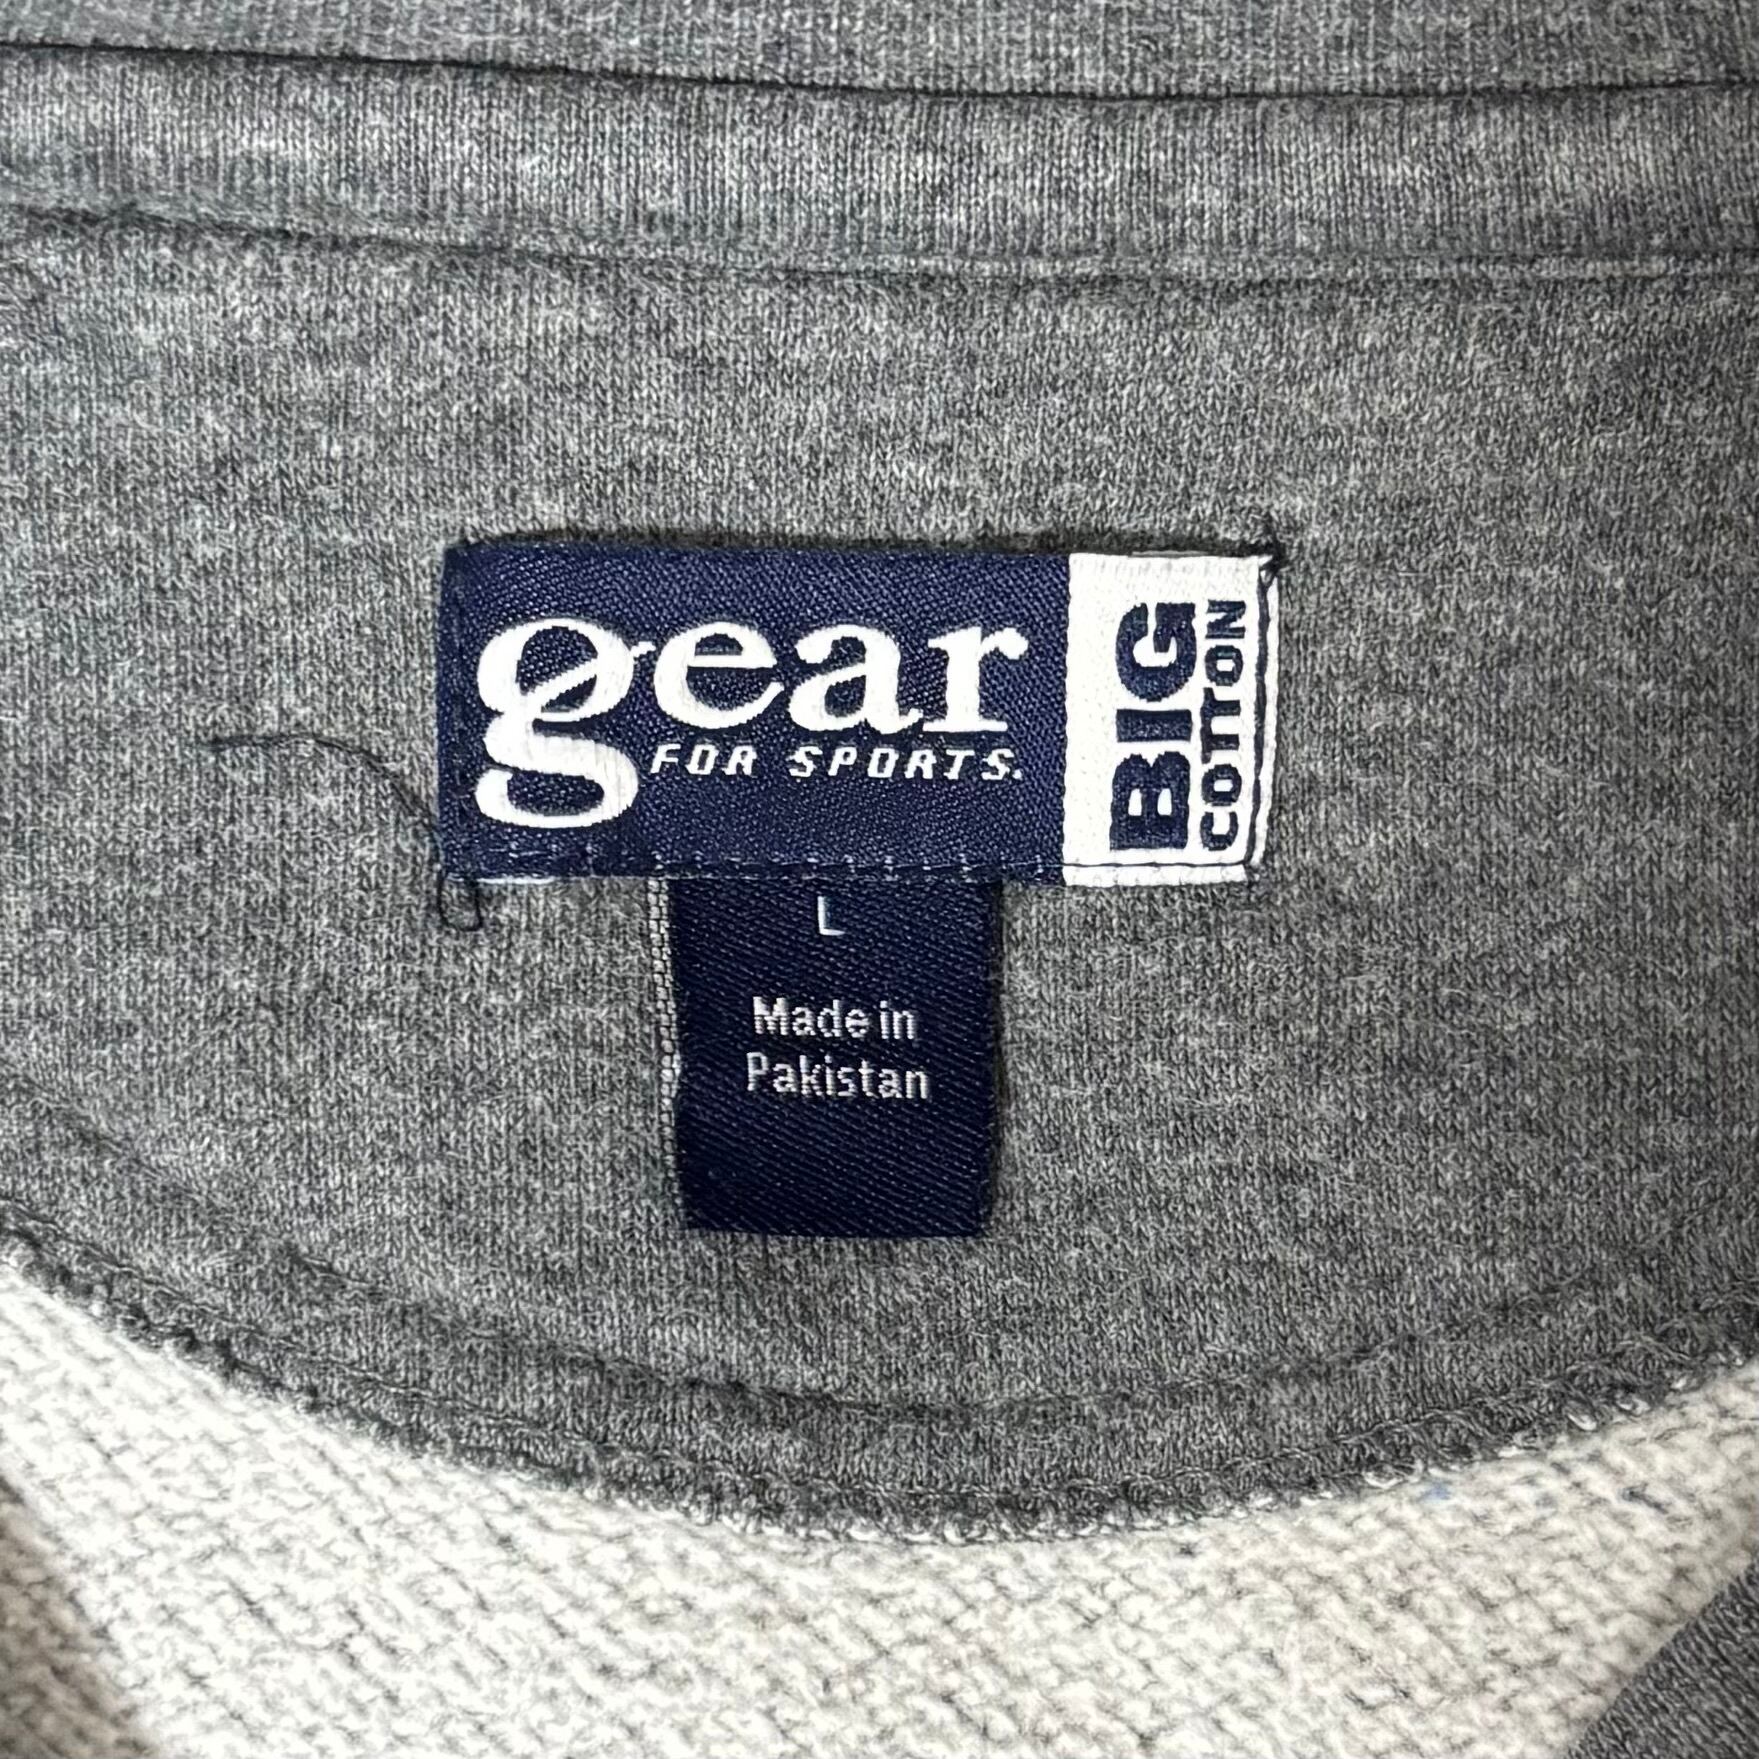 gear
FOR SPORTS.
BIG
COTTON
L
Made in
Pakistan